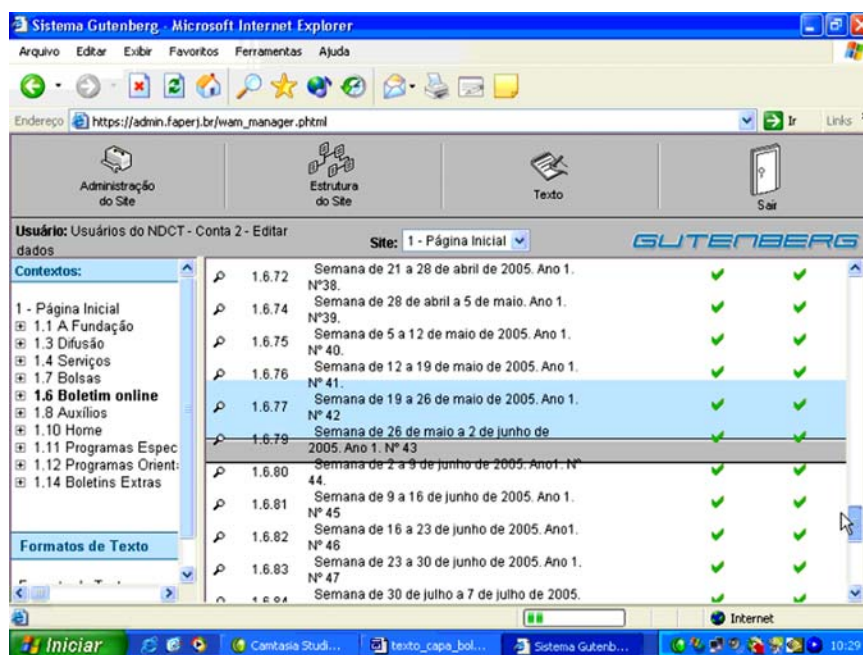 Sistema Gutenberg - Microsoft Internet Explorer
Arquivo Editar Exibir Favoritos Ferramentas Ajuda
Endereço https://admin.faperj.br/wam_manager.phtml Ir Links
Administração do Site
Estrutura do Site
Texto
Sair
Usuário: Usuários do NDCT - Conta 2 - Editar dados
Site: 1 - Página Inicial
GUTENBERG
Contextos:
1 - Página Inicial
1.1 A Fundação
1.3 Difusão
1.4 Serviços
1.7 Bolsas
1.6 Boletim online
1.8 Auxílios
1.10 Home
1.11 Programas Espec
1.12 Programas Orient
1.14 Boletins Extras
Formatos de Texto
1.6.72 Semana de 21 a 28 de abril de 2005. Ano 1.
Nº38.
1.6.74 Semana de 28 de abril a 5 de maio. Ano 1.
Nº39.
1.6.75 Semana de 5 a 12 de maio de 2005. Ano 1.
Nº 40.
1.6.76 Semana de 12 a 19 de maio de 2005. Ano 1.
Nº 41.
1.6.77 Semana de 19 a 26 de maio de 2005. Ano 1.
Nº 42
1.6.79 Semana de 26 de maio a 2 de junho de
2005. Ano 1. Nº 43
1.6.80 Semana de 2 a 9 de junho de 2005. Ano1. Nº
44.
1.6.81 Semana de 9 a 16 de junho de 2005. Ano 1.
Nº 45
1.6.82 Semana de 16 a 23 de junho de 2005. Ano1.
Nº 46
1.6.83 Semana de 23 a 30 de junho de 2005. Ano 1.
Nº 47
1.6.84 Semana de 30 de julho a 7 de julho de 2005.
Internet
Iniciar Camtasia Studi... texto_capa_bol... Sistema Gutenb... 10:29